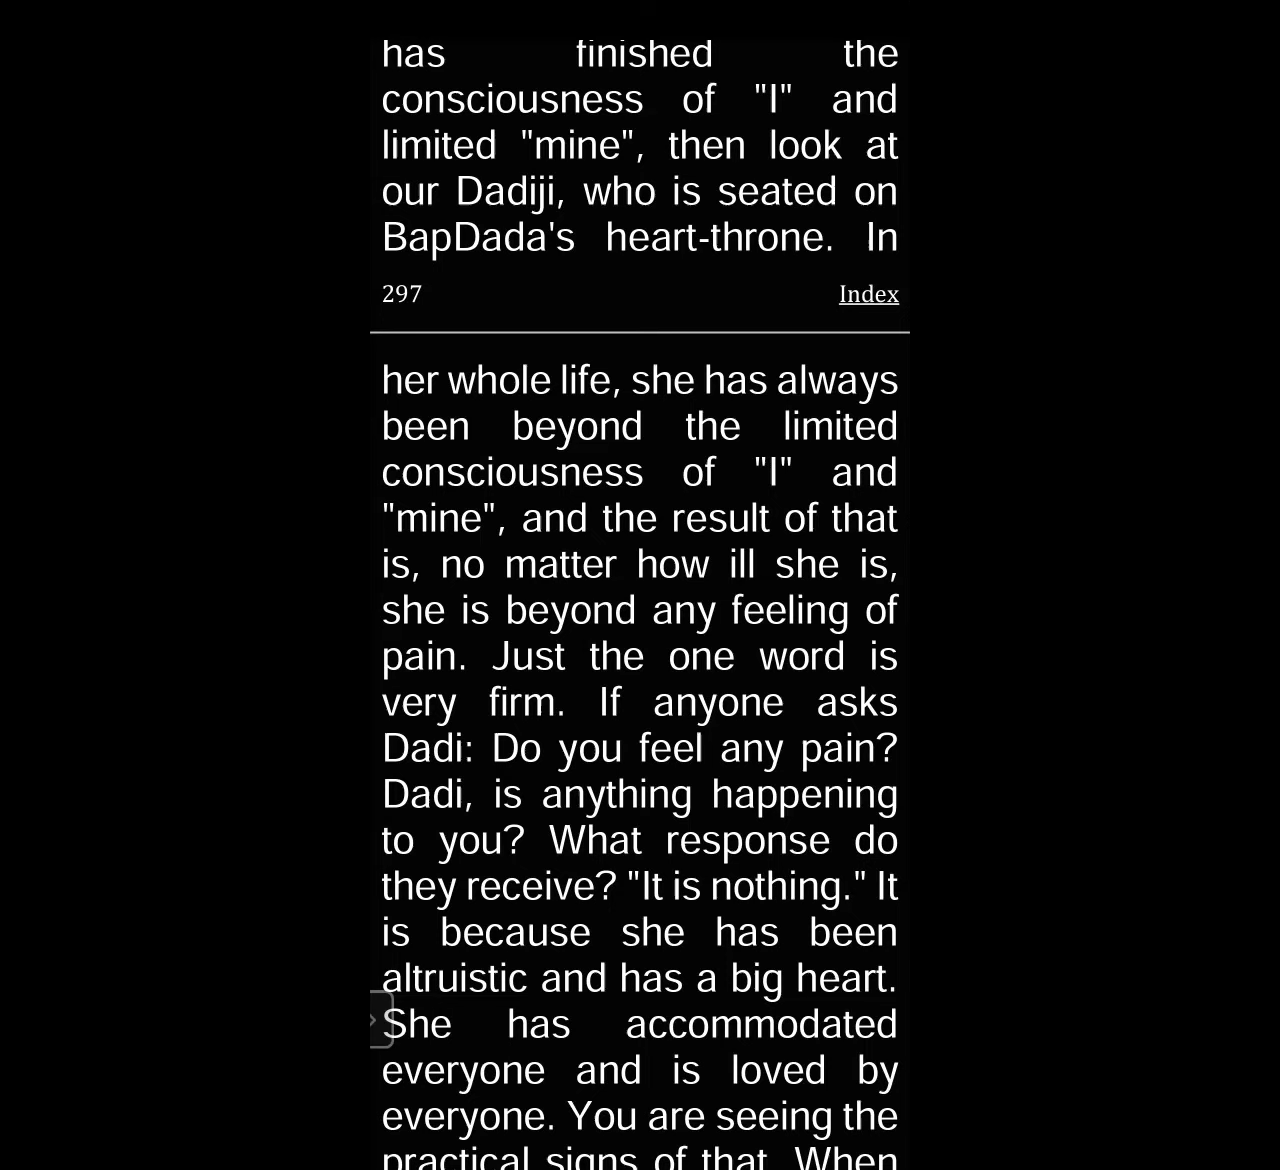 has finished the
consciousness of "I" and
limited "mine", then look at
our Dadiji, who is seated on
BapDada's heart-throne. In
297 Index
her whole life, she has always
been beyond the limited
consciousness of "I" and
"mine", and the result of that
is, no matter how ill she is,
she is beyond any feeling of
pain. Just the one word is
very firm. If anyone asks
Dadi: Do you feel any pain?
Dadi, is anything happening
to you? What response do
they receive? "It is nothing." It
is because she has been
altruistic and has a big heart.
She has accommodated
everyone and is loved by
everyone. You are seeing the
practical signs of that. When